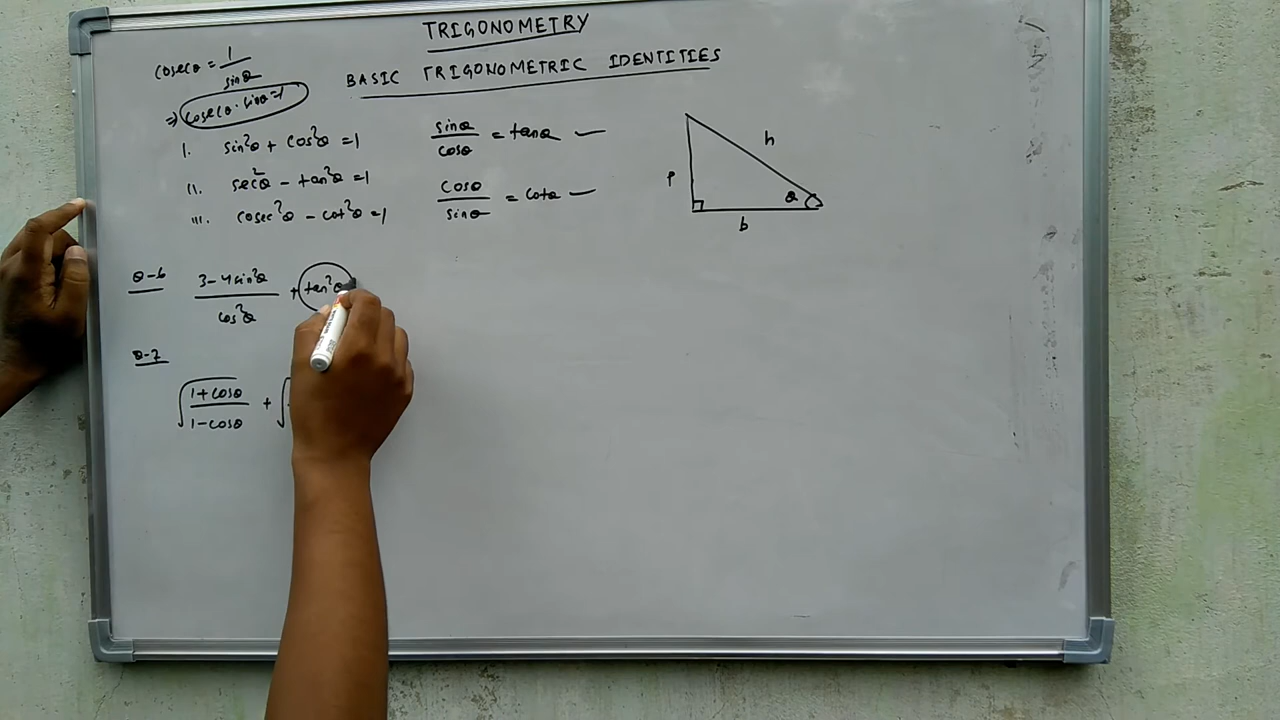 TRIGONOMETRY
BASIC TRIGONOMETRIC IDENTITIES
cosecθ = 1/sinθ
⇒ cosecθ · sinθ = 1
I. sin²θ + cos²θ = 1
II. sec²θ - tan²θ = 1
III. cosec²θ - cot²θ = 1
sinθ/cosθ = tanθ —
cosθ/sinθ = cotθ —
h
p
θ
b
Q-6
3-4sin²θ/cos²θ + tan²θ
Q-7
√(1+cosθ/1-cosθ) + √